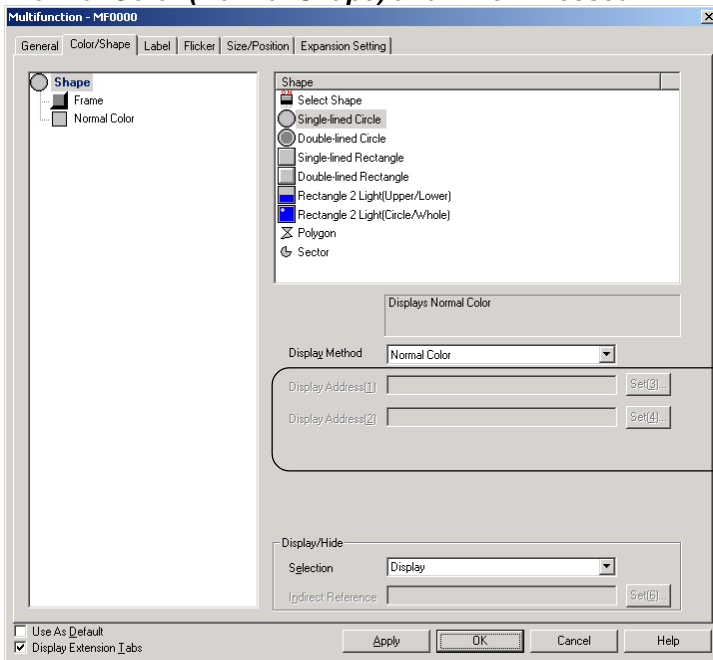 Multifunction - MF0000
General Color/Shape Label Flicker Size/Position Expansion Setting
Shape
Frame
Normal Color
Shape
Select Shape
Single-lined Circle
Double-lined Circle
Single-lined Rectangle
Double-lined Rectangle
Rectangle 2 Light(Upper/Lower)
Rectangle 2 Light(Circle/Whole)
Polygon
Sector
Displays Normal Color
Display Method Normal Color
Display Address[1] Set[3]...
Display Address[2] Set[4]...
Display/Hide
Selection Display
Indirect Reference Set[6]...
Use As Default
Display Extension Tabs
Apply OK Cancel Help